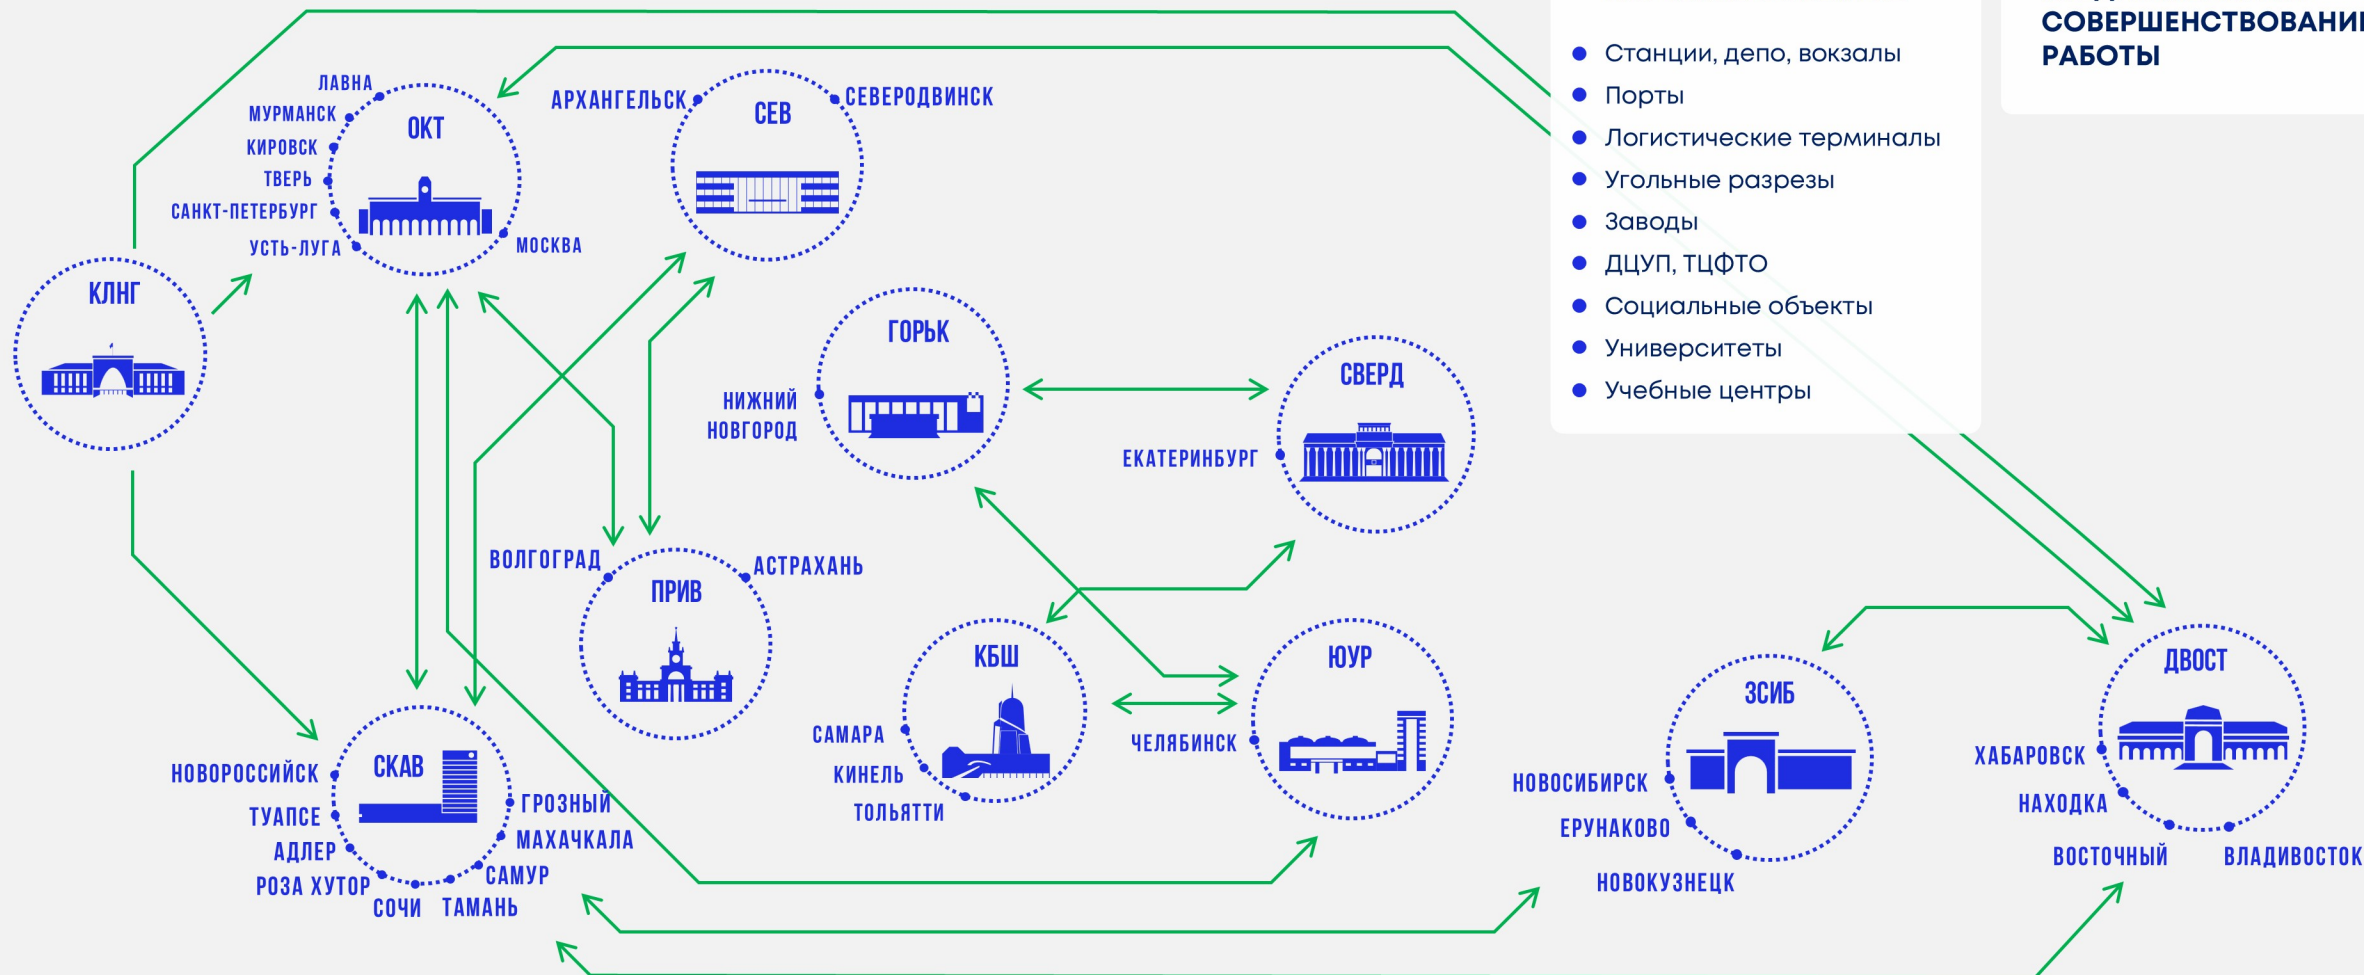 СОВЕРШЕНСТВОВАНИ
РАБОТЫ
Станции, депо, вокзалы
Порты
Логистические терминалы
Угольные разрезы
Заводы
ДЦУП, ТЦФТО
Социальные объекты
Университеты
Учебные центры
ЛАВНА
МУРМАНСК
КИРОВСК
ТВЕРЬ
САНКТ-ПЕТЕРБУРГ
УСТЬ-ЛУГА
ОКТ
МОСКВА
АРХАНГЕЛЬСК
СЕВ
СЕВЕРОДВИНСК
КЛНГ
ГОРЬК
НИЖНИЙ
НОВГОРОД
СВЕРД
ЕКАТЕРИНБУРГ
ВОЛГОГРАД
ПРИВ
АСТРАХАНЬ
КБШ
САМАРА
КИНЕЛЬ
ТОЛЬЯТТИ
ЮУР
ЧЕЛЯБИНСК
ЗСИБ
НОВОСИБИРСК
ЕРУНАКОВО
НОВОКУЗНЕЦК
ДВОСТ
ХАБАРОВСК
НАХОДКА
ВОСТОЧНЫЙ
ВЛАДИВОСТОК
СКАВ
НОВОРОССИЙСК
ТУАПСЕ
АДЛЕР
РОЗА ХУТОР
СОЧИ
ТАМАНЬ
САМУР
МАХАЧКАЛА
ГРОЗНЫЙ